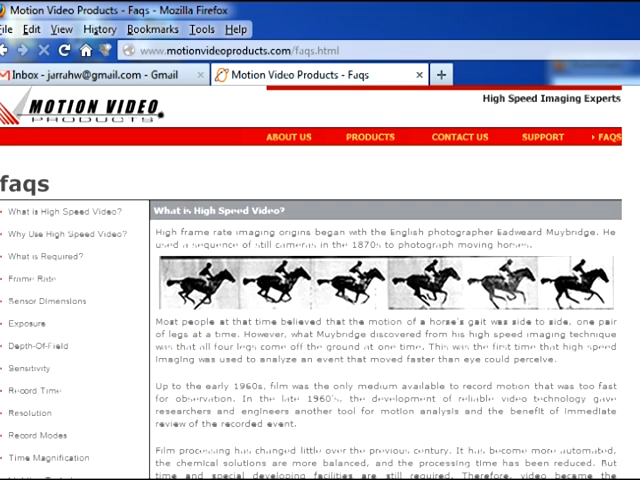 Motion Video Products - Faqs - Mozilla Firefox
File Edit View History Bookmarks Tools Help
www.motionvideoproducts.com/faqs.html
Inbox - jarrahw@gmail.com - Gmail
Motion Video Products - Faqs
MOTION VIDEO
PRODUCTS
High Speed Imaging Experts
ABOUT US PRODUCTS CONTACT US SUPPORT FAQS
faqs
What is High Speed Video?
Why Use High Speed Video?
What is Required?
Frame Rate
Sensor Dimensions
Exposure
Depth-Of-Field
Sensitivity
Record Time
Resolution
Record Modes
Time Magnification
What is High Speed Video?
High frame rate imaging origins began with the English photographer Eadweard Muybridge. He
used a sequence of still cameras in the 1870s to photograph moving horses.
Most people at that time believed that the motion of a horse's gait was side to side, one pair
of legs at a time. However, what Muybridge discovered from his high speed imaging technique
was that all four legs come off the ground at one time. This was the first time that high speed
imaging was used to analyze an event that moved faster than eye could perceive.
Up to the early 1960s, film was the only medium available to record motion that was too fast
for observation. In the late 1960's, the development of reliable video technology gave
researchers and engineers another tool for motion analysis and the benefit of immediate
review of the recorded event.
Film processing has changed little over the previous century. It has become more automated,
the chemical solutions are more balanced, and the processing time has been reduced. But
time and special developing facilities are still required. Therefore, video became the